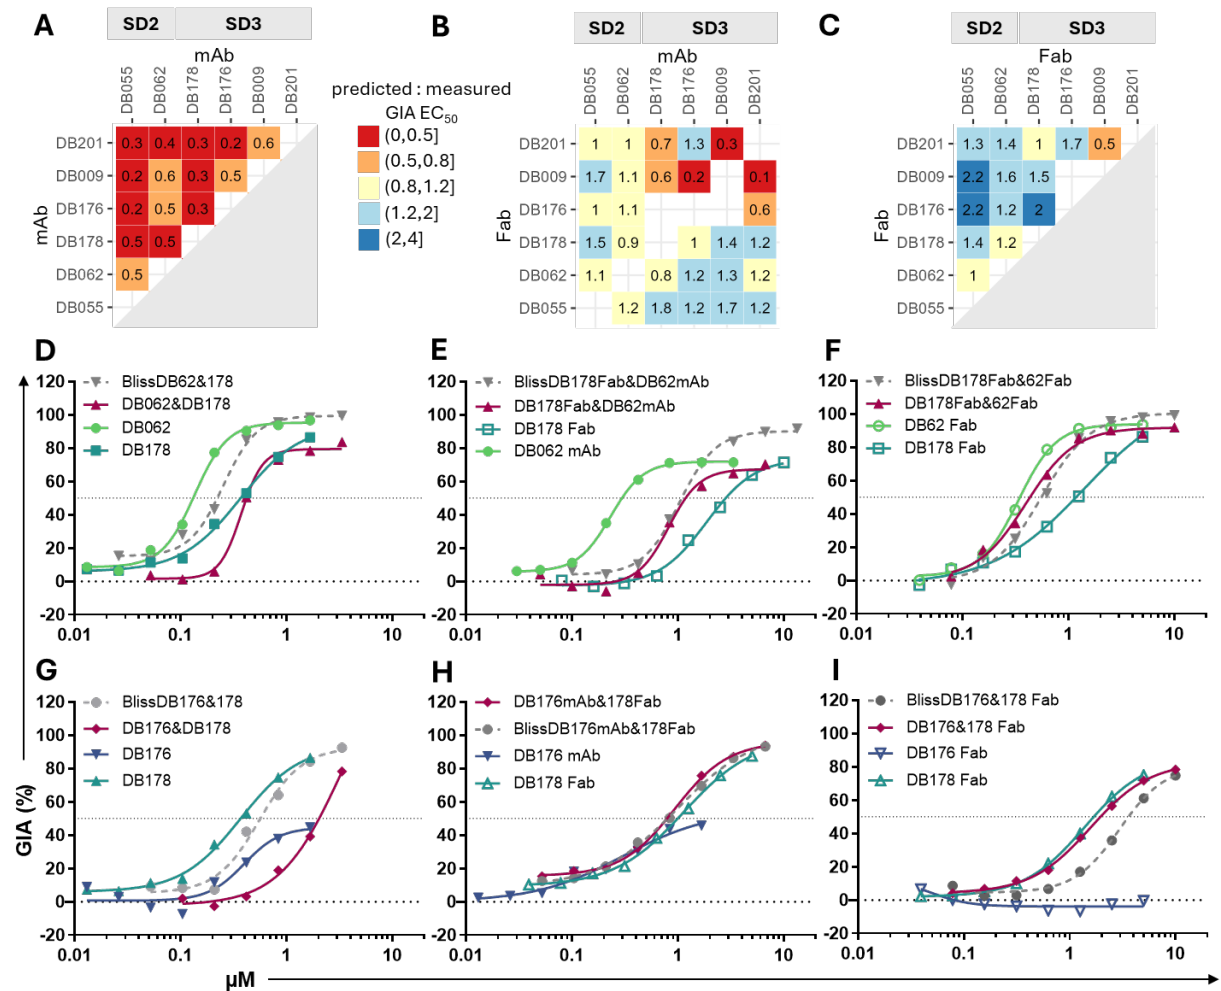 A
SD2 SD3
mAb
DB055 DB062 DB178 DB176 DB009 DB201
mAb
DB201 0.3 0.4 0.3 0.2 0.6
DB009 0.2 0.6 0.3 0.5
DB176 0.2 0.5 0.3
DB178 0.5 0.5
DB062 0.5
DB055
predicted : measured
GIA EC50
(0,0.5]
(0.5,0.8]
(0.8,1.2]
(1.2,2]
(2,4]
B
SD2 SD3
mAb
DB055 DB062 DB178 DB176 DB009 DB201
Fab
DB201 1 1 0.7 1.3 0.3
DB009 1.7 1.1 0.6 0.2 0.1
DB176 1 1.1 0.6
DB178 1.5 0.9 1 1.4 1.2
DB062 1.1 0.8 1.2 1.3 1.2
DB055 1.2 1.8 1.2 1.7 1.2
C
SD2 SD3
Fab
DB055 DB062 DB178 DB176 DB009 DB201
Fab
DB201 1.3 1.4 1 1.7 0.5
DB009 2.2 1.6 1.5
DB176 2.2 1.2 2
DB178 1.4 1.2
DB062 1
DB055
D
BlissDB62&178
DB062&DB178
DB062
DB178
120
100
80
60
40
20
0
-20
0.01 0.1 1 10
E
BlissDB178Fab&DB62mAb
DB178Fab&DB62mAb
DB178 Fab
DB062 mAb
120
100
80
60
40
20
0
-20
0.01 0.1 1 10
F
BlissDB178Fab&62Fab
DB178Fab&62Fab
DB62 Fab
DB178 Fab
120
100
80
60
40
20
0
-20
0.01 0.1 1 10
G
BlissDB176&178
DB176&DB178
DB176
DB178
120
100
80
60
40
20
0
-20
0.01 0.1 1 10
H
DB176mAb&178Fab
BlissDB176mAb&178Fab
DB176 mAb
DB178 Fab
120
100
80
60
40
20
0
-20
0.01 0.1 1 10
I
BlissDB176&178 Fab
DB176&178 Fab
DB176 Fab
DB178 Fab
120
100
80
60
40
20
0
-20
0.01 0.1 1 10
GIA (%)
μM